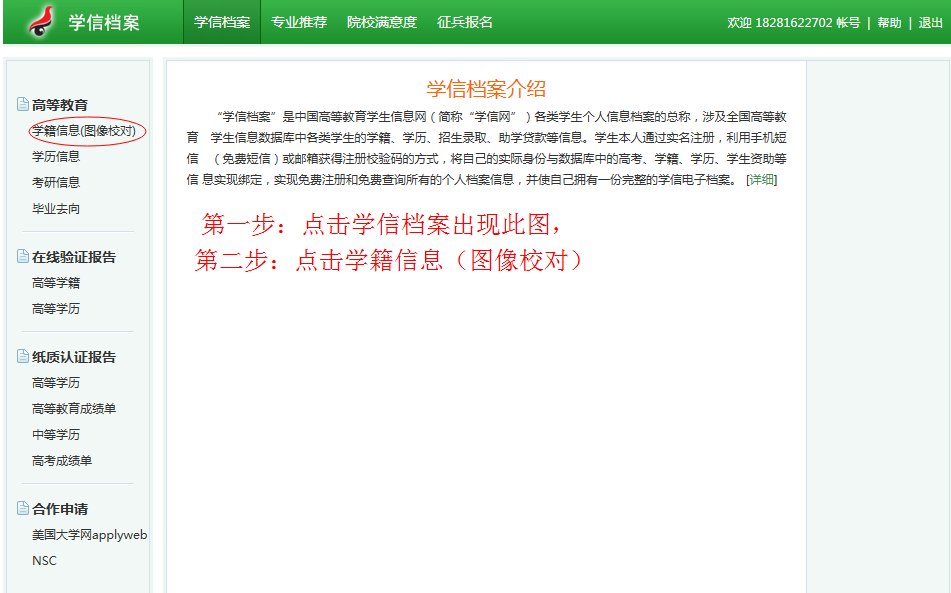 学信档案
学信档案 专业推荐 院校满意度 征兵报名
欢迎 18281622702 帐号 | 帮助 | 退出
高等教育
学籍信息(图像校对)
学历信息
考研信息
毕业去向
在线验证报告
高等学籍
高等学历
纸质认证报告
高等学历
高等教育成绩单
中等学历
高考成绩单
合作申请
美国大学网applyweb
NSC
学信档案介绍
“学信档案”是中国高等教育学生信息网（简称“学信网”）各类学生个人信息档案的总称，涉及全国高等教
育 学生信息数据库中各类学生的学籍、学历、招生录取、助学贷款等信息。学生本人通过实名注册，利用手机短
信 （免费短信）或邮箱获得注册校验码的方式，将自己的实际身份与数据库中的高考、学籍、学历、学生资助等
信 息实现绑定，实现免费注册和免费查询所有的个人档案信息，并使自己拥有一份完整的学信电子档案。 [详细]
第一步：点击学信档案出现此图，
第二步：点击学籍信息（图像校对）